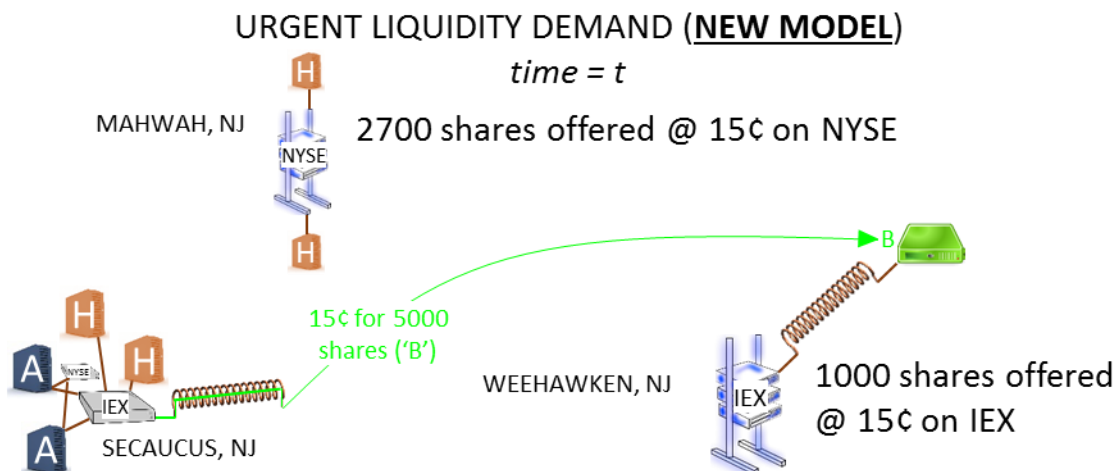 URGENT LIQUIDITY DEMAND (NEW MODEL)
time = t
H
MAHWAH, NJ
2700 shares offered @ 15¢ on NYSE
NYSE
H
B
H
15¢ for 5000
shares (‘B’)
A
NYSE
H
IEX
WEEHAWKEN, NJ
IEX
1000 shares offered
@ 15¢ on IEX
A
SECAUCUS, NJ